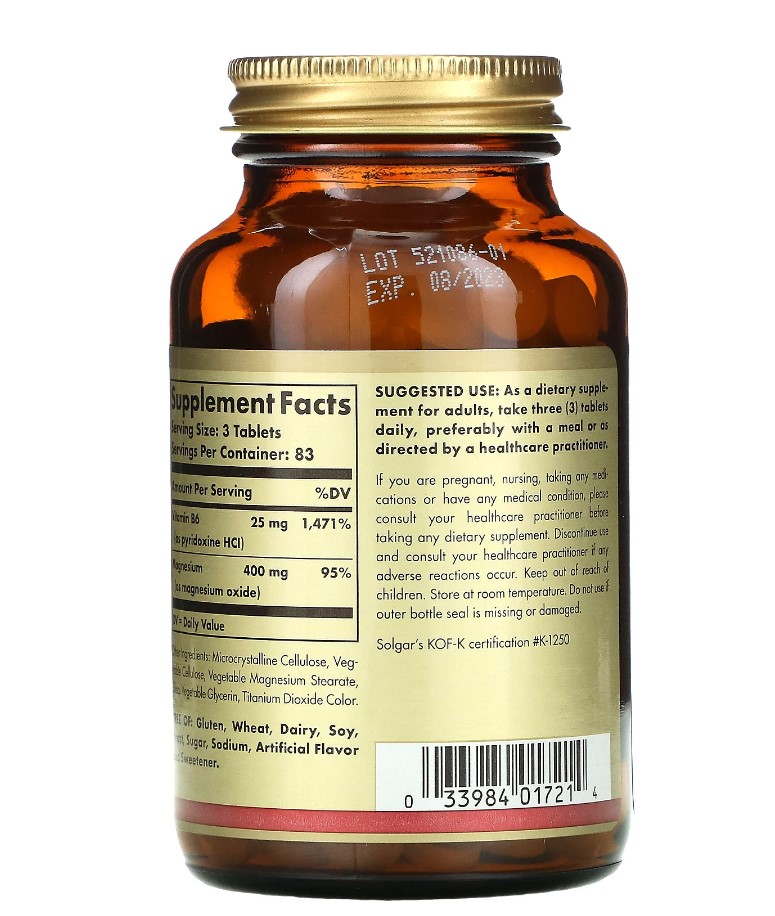 LOT 521086-01
EXP. 08/2023
Supplement Facts
Serving Size: 3 Tablets
Servings Per Container: 83
Amount Per Serving %DV
Vitamin B6 25 mg 1,471%
(as pyridoxine HCl)
Magnesium 400 mg 95%
(as magnesium oxide)
DV = Daily Value
Other Ingredients: Microcrystalline Cellulose, Veg-
etable Cellulose, Vegetable Magnesium Stearate,
Vegetable Glycerin, Titanium Dioxide Color.
FREE OF: Gluten, Wheat, Dairy, Soy,
Sugar, Sodium, Artificial Flavor
Sweetener.
SUGGESTED USE: As a dietary supple-
ment for adults, take three (3) tablets
daily, preferably with a meal or as
directed by a healthcare practitioner.
If you are pregnant, nursing, taking any medi-
cations or have any medical condition, please
consult your healthcare practitioner before
taking any dietary supplement. Discontinue use
and consult your healthcare practitioner if any
adverse reactions occur. Keep out of reach of
children. Store at room temperature. Do not use if
outer bottle seal is missing or damaged.
Solgar's KOF-K certification #K-1250
0 33984 01721 4